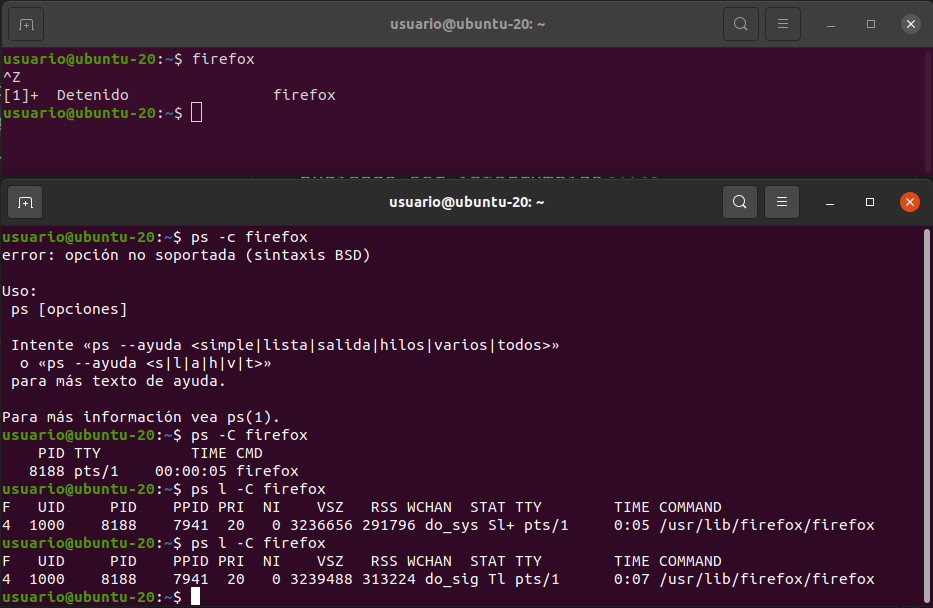 usuario@ubuntu-20: ~
usuario@ubuntu-20:~$ firefox
^Z
[1]+  Detenido                firefox
usuario@ubuntu-20:~$
usuario@ubuntu-20: ~
usuario@ubuntu-20:~$ ps -c firefox
error: opción no soportada (sintaxis BSD)
Uso:
 ps [opciones]
 Intente «ps --ayuda <simple|lista|salida|hilos|varios|todos>»
  o «ps --ayuda <s|l|a|h|v|t>»
 para más texto de ayuda.
Para más información vea ps(1).
usuario@ubuntu-20:~$ ps -C firefox
    PID TTY          TIME CMD
   8188 pts/1    00:00:05 firefox
usuario@ubuntu-20:~$ ps l -C firefox
F   UID     PID    PPID PRI  NI    VSZ   RSS WCHAN  STAT TTY        TIME COMMAND
4  1000    8188    7941  20   0 3236656 291796 do_sys Sl+ pts/1     0:05 /usr/lib/firefox/firefox
usuario@ubuntu-20:~$ ps l -C firefox
F   UID     PID    PPID PRI  NI    VSZ   RSS WCHAN  STAT TTY        TIME COMMAND
4  1000    8188    7941  20   0 3239488 313224 do_sig Tl pts/1      0:07 /usr/lib/firefox/firefox
usuario@ubuntu-20:~$